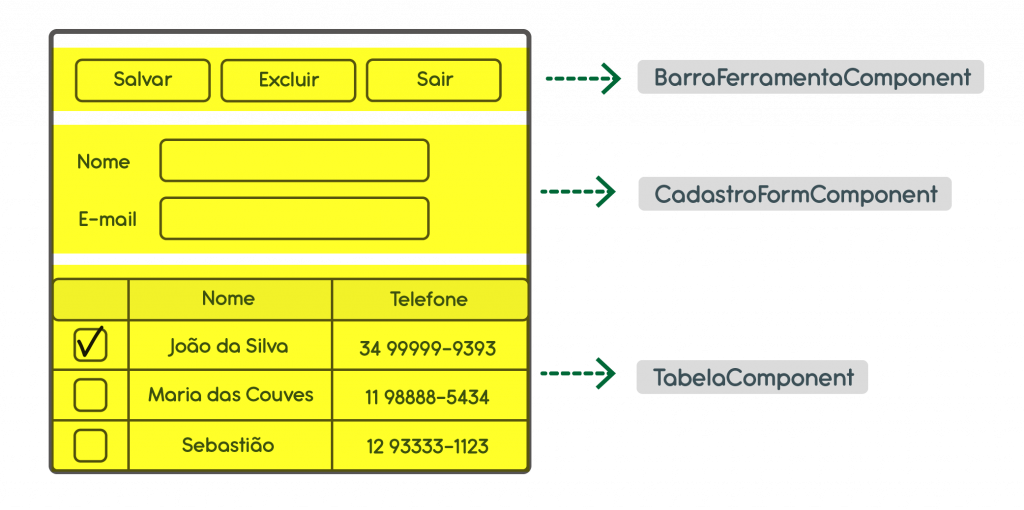 Salvar Excluir Sair
BarraFerramentaComponent
Nome
CadastroFormComponent
E-mail
Nome Telefone
João da Silva 34 99999-9393
TabelaComponent
Maria das Couves 11 98888-5434
Sebastião 12 93333-1123